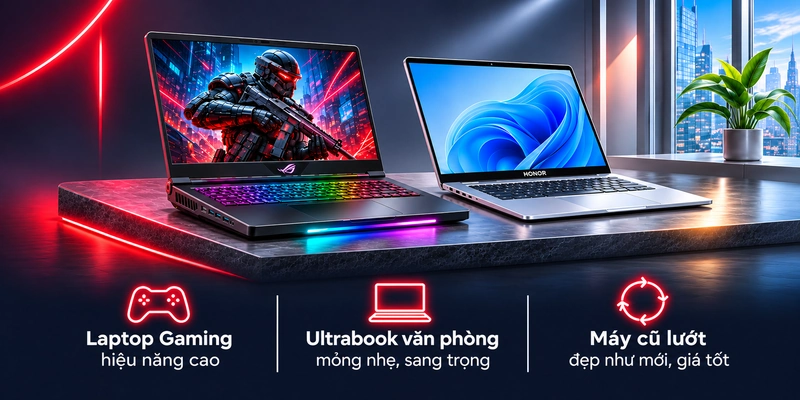 HONOR
Laptop Gaming
hiệu năng cao
Ultrabook văn phòng
mỏng nhẹ, sang trọng
Máy cũ lướt
đẹp như mới, giá tốt